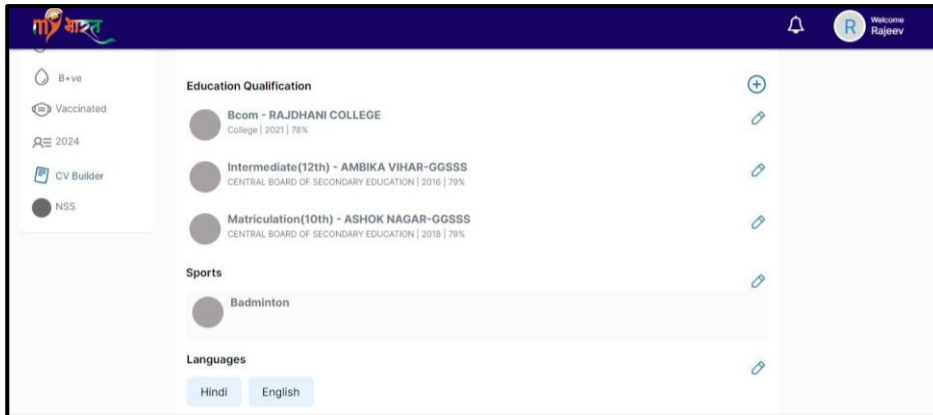 my भारत
Welcome
R Rajeev
B+ve
Vaccinated
2024
CV Builder
NSS
Education Qualification
Bcom - RAJDHANI COLLEGE
College | 2021 | 78%
Intermediate(12th) - AMBIKA VIHAR-GGSSS
CENTRAL BOARD OF SECONDARY EDUCATION | 2016 | 79%
Matriculation(10th) - ASHOK NAGAR-GGSSS
CENTRAL BOARD OF SECONDARY EDUCATION | 2018 | 79%
Sports
Badminton
Languages
Hindi English